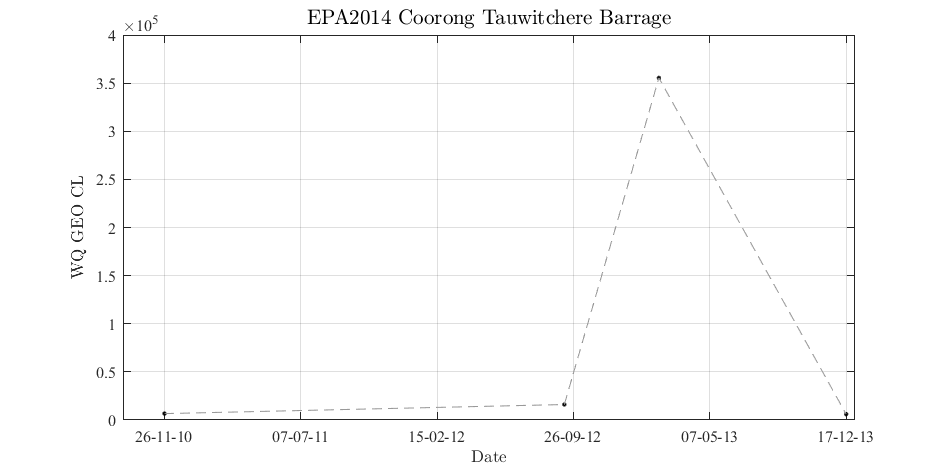 EPA2014 Coorong Tauwitchere Barrage
×10^5
4
3.5
3
2.5
2
1.5
1
0.5
0
WQ GEO CL
26-11-10 07-07-11 15-02-12 26-09-12 07-05-13 17-12-13
Date